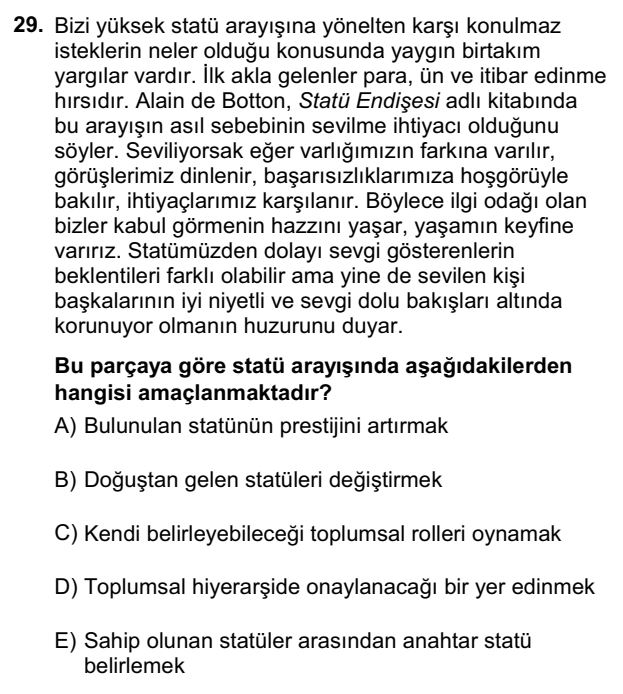 29. Bizi yüksek statü arayışına yönelten karşı konulmaz
isteklerin neler olduğu konusunda yaygın birtakım
yargılar vardır. İlk akla gelenler para, ün ve itibar edinme
hırsıdır. Alain de Botton, Statü Endişesi adlı kitabında
bu arayışın asıl sebebinin sevilme ihtiyacı olduğunu
söyler. Seviliyorsak eğer varlığımızın farkına varılır,
görüşlerimiz dinlenir, başarısızlıklarımıza hoşgörüyle
bakılır, ihtiyaçlarımız karşılanır. Böylece ilgi odağı olan
bizler kabul görmenin hazzını yaşar, yaşamın keyfine
varırız. Statümüzden dolayı sevgi gösterenlerin
beklentileri farklı olabilir ama yine de sevilen kişi
başkalarının iyi niyetli ve sevgi dolu bakışları altında
korunuyor olmanın huzurunu duyar.
Bu parçaya göre statü arayışında aşağıdakilerden
hangisi amaçlanmaktadır?
A) Bulunulan statünün prestijini artırmak
B) Doğuştan gelen statüleri değiştirmek
C) Kendi belirleyebileceği toplumsal rolleri oynamak
D) Toplumsal hiyerarşide onaylanacağı bir yer edinmek
E) Sahip olunan statüler arasından anahtar statü
belirlemek